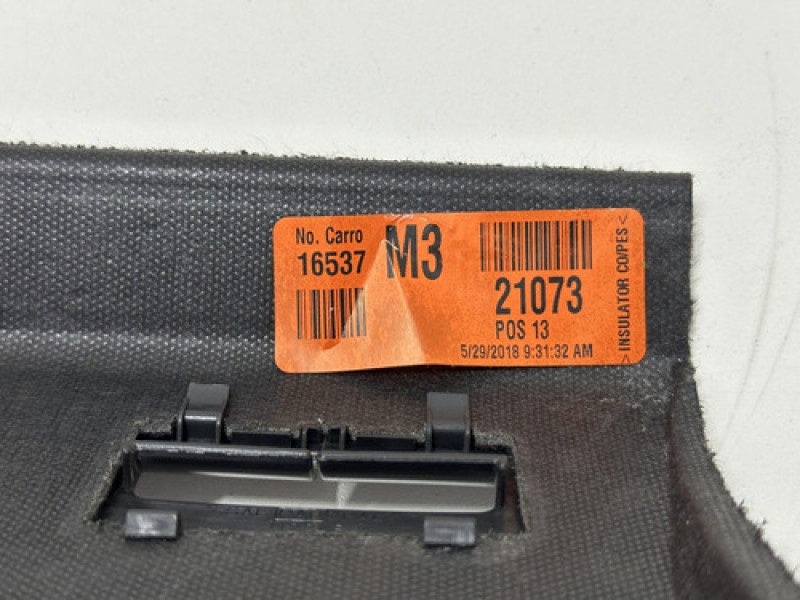 No. Carro
16537
M3
21073
POS 13
5/29/2018 9:31:32 AM
> INSULATOR CO/PES <